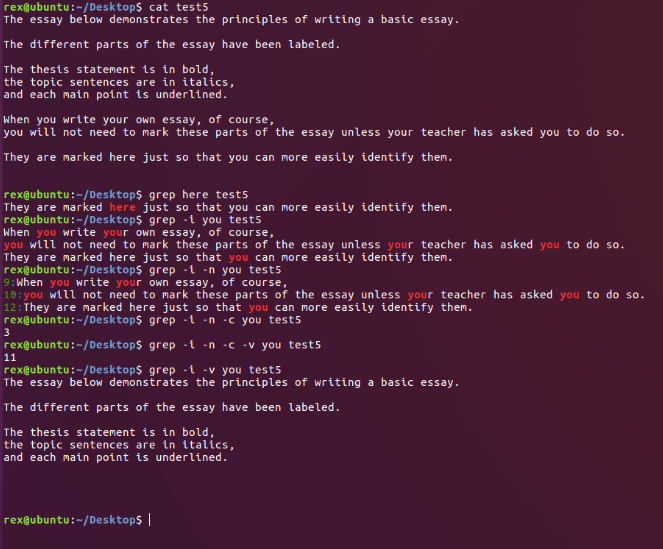 rex@ubuntu:~/Desktop$ cat test5
The essay below demonstrates the principles of writing a basic essay.
The different parts of the essay have been labeled.
The thesis statement is in bold,
the topic sentences are in italics,
and each main point is underlined.
When you write your own essay, of course,
you will not need to mark these parts of the essay unless your teacher has asked you to do so.
They are marked here just so that you can more easily identify them.
rex@ubuntu:~/Desktop$ grep here test5
They are marked here just so that you can more easily identify them.
rex@ubuntu:~/Desktop$ grep -i you test5
When you write your own essay, of course,
you will not need to mark these parts of the essay unless your teacher has asked you to do so.
They are marked here just so that you can more easily identify them.
rex@ubuntu:~/Desktop$ grep -i -n you test5
9:When you write your own essay, of course,
10:you will not need to mark these parts of the essay unless your teacher has asked you to do so.
12:They are marked here just so that you can more easily identify them.
rex@ubuntu:~/Desktop$ grep -i -n -c you test5
3
rex@ubuntu:~/Desktop$ grep -i -n -c -v you test5
11
rex@ubuntu:~/Desktop$ grep -i -v you test5
The essay below demonstrates the principles of writing a basic essay.
The different parts of the essay have been labeled.
The thesis statement is in bold,
the topic sentences are in italics,
and each main point is underlined.
rex@ubuntu:~/Desktop$